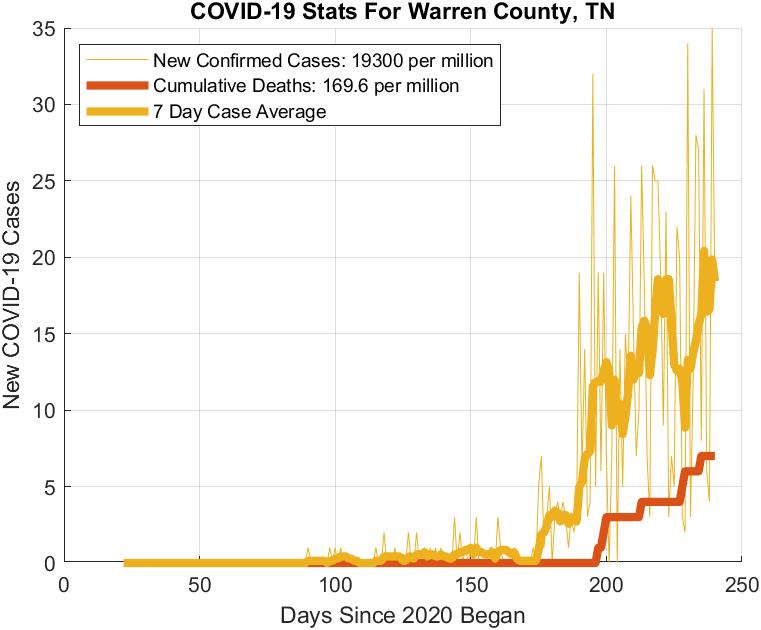 COVID-19 Stats For Warren County, TN
New Confirmed Cases: 19300 per million
Cumulative Deaths: 169.6 per million
7 Day Case Average
New COVID-19 Cases
35
30
25
20
15
10
5
0
0 50 100 150 200 250
Days Since 2020 Began